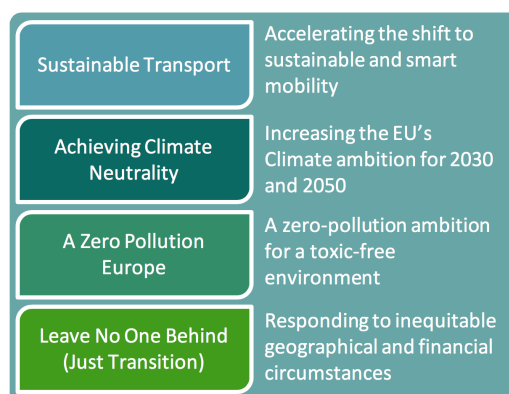 Sustainable Transport
Accelerating the shift to
sustainable and smart
mobility
Achieving Climate
Neutrality
Increasing the EU's
Climate ambition for 2030
and 2050
A Zero Pollution
Europe
A zero-pollution ambition
for a toxic-free
environment
Leave No One Behind
(Just Transition)
Responding to inequitable
geographical and financial
circumstances